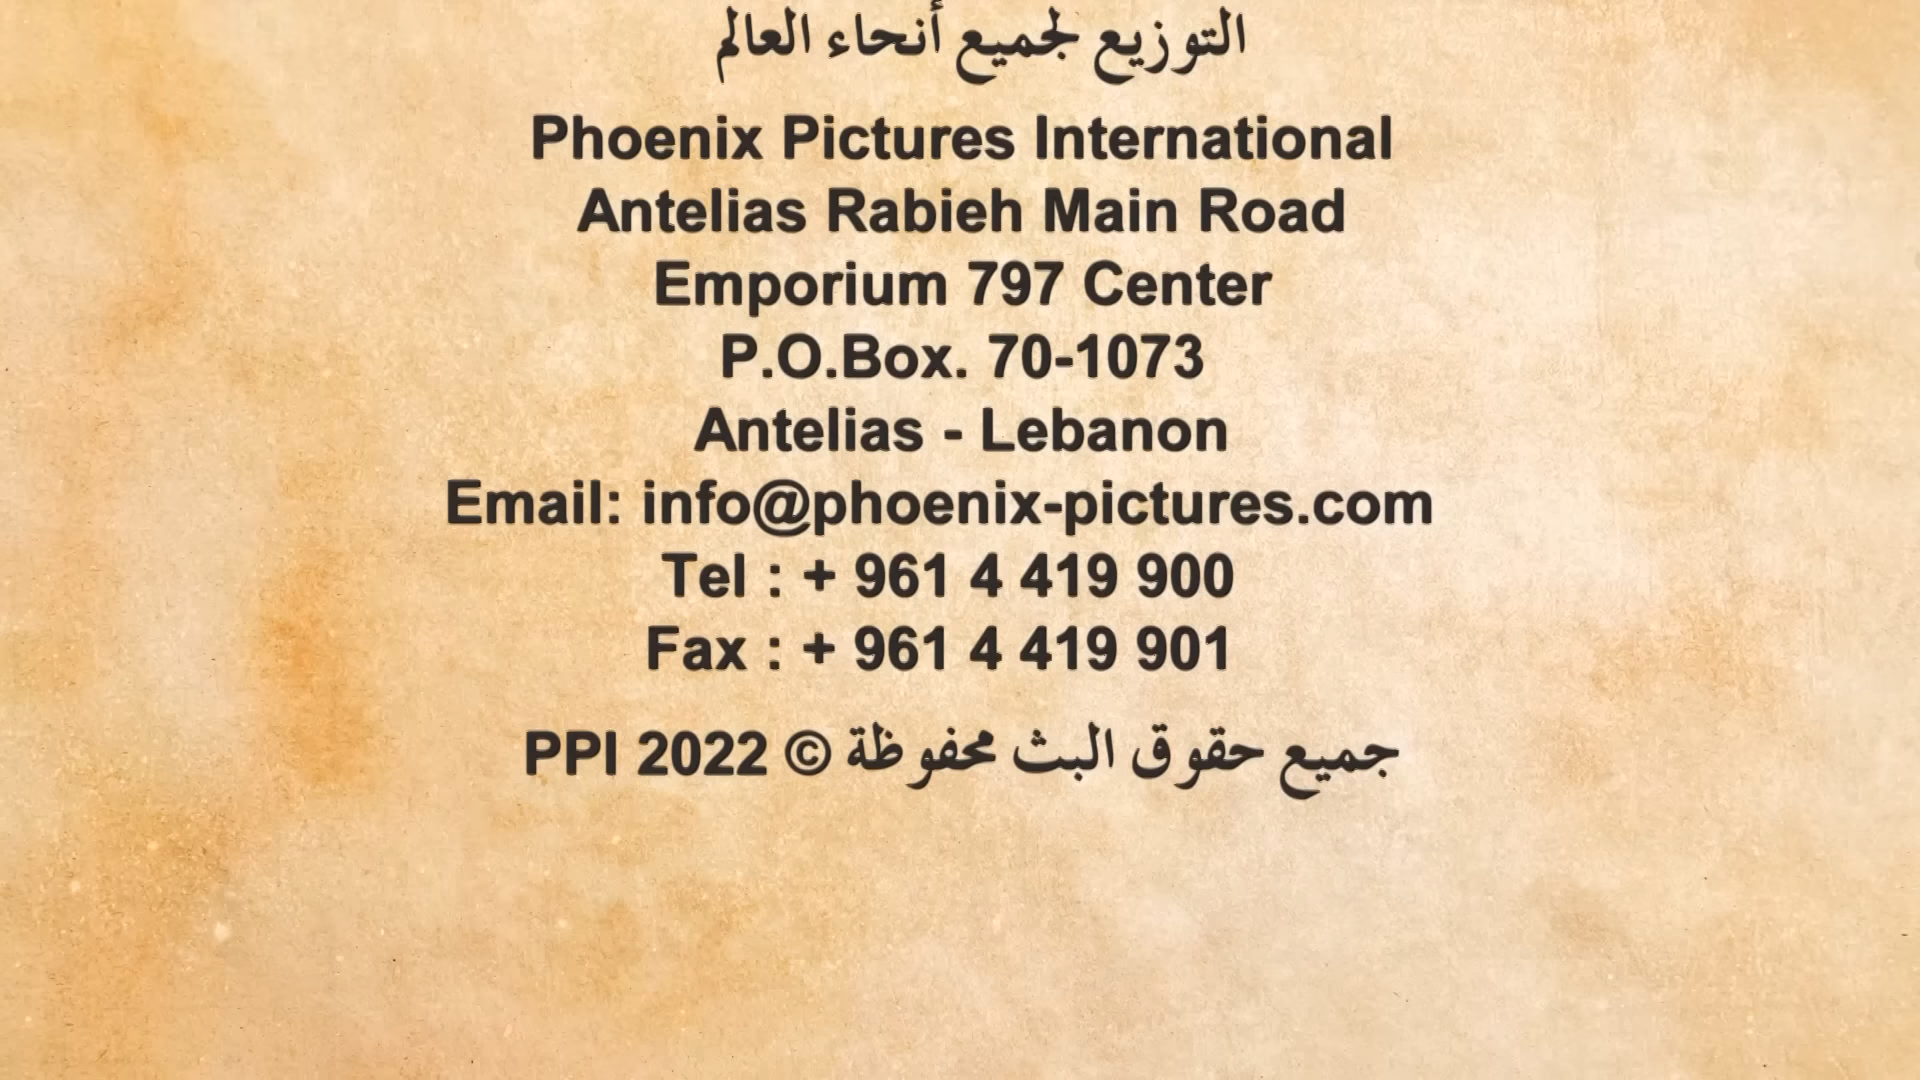 التوزيع لجميع أنحاء العالم
Phoenix Pictures International
Antelias Rabieh Main Road
Emporium 797 Center
P.O.Box. 70-1073
Antelias - Lebanon
Email: info@phoenix-pictures.com
Tel : + 961 4 419 900
Fax : + 961 4 419 901
جميع حقوق البث محفوظة © PPI 2022